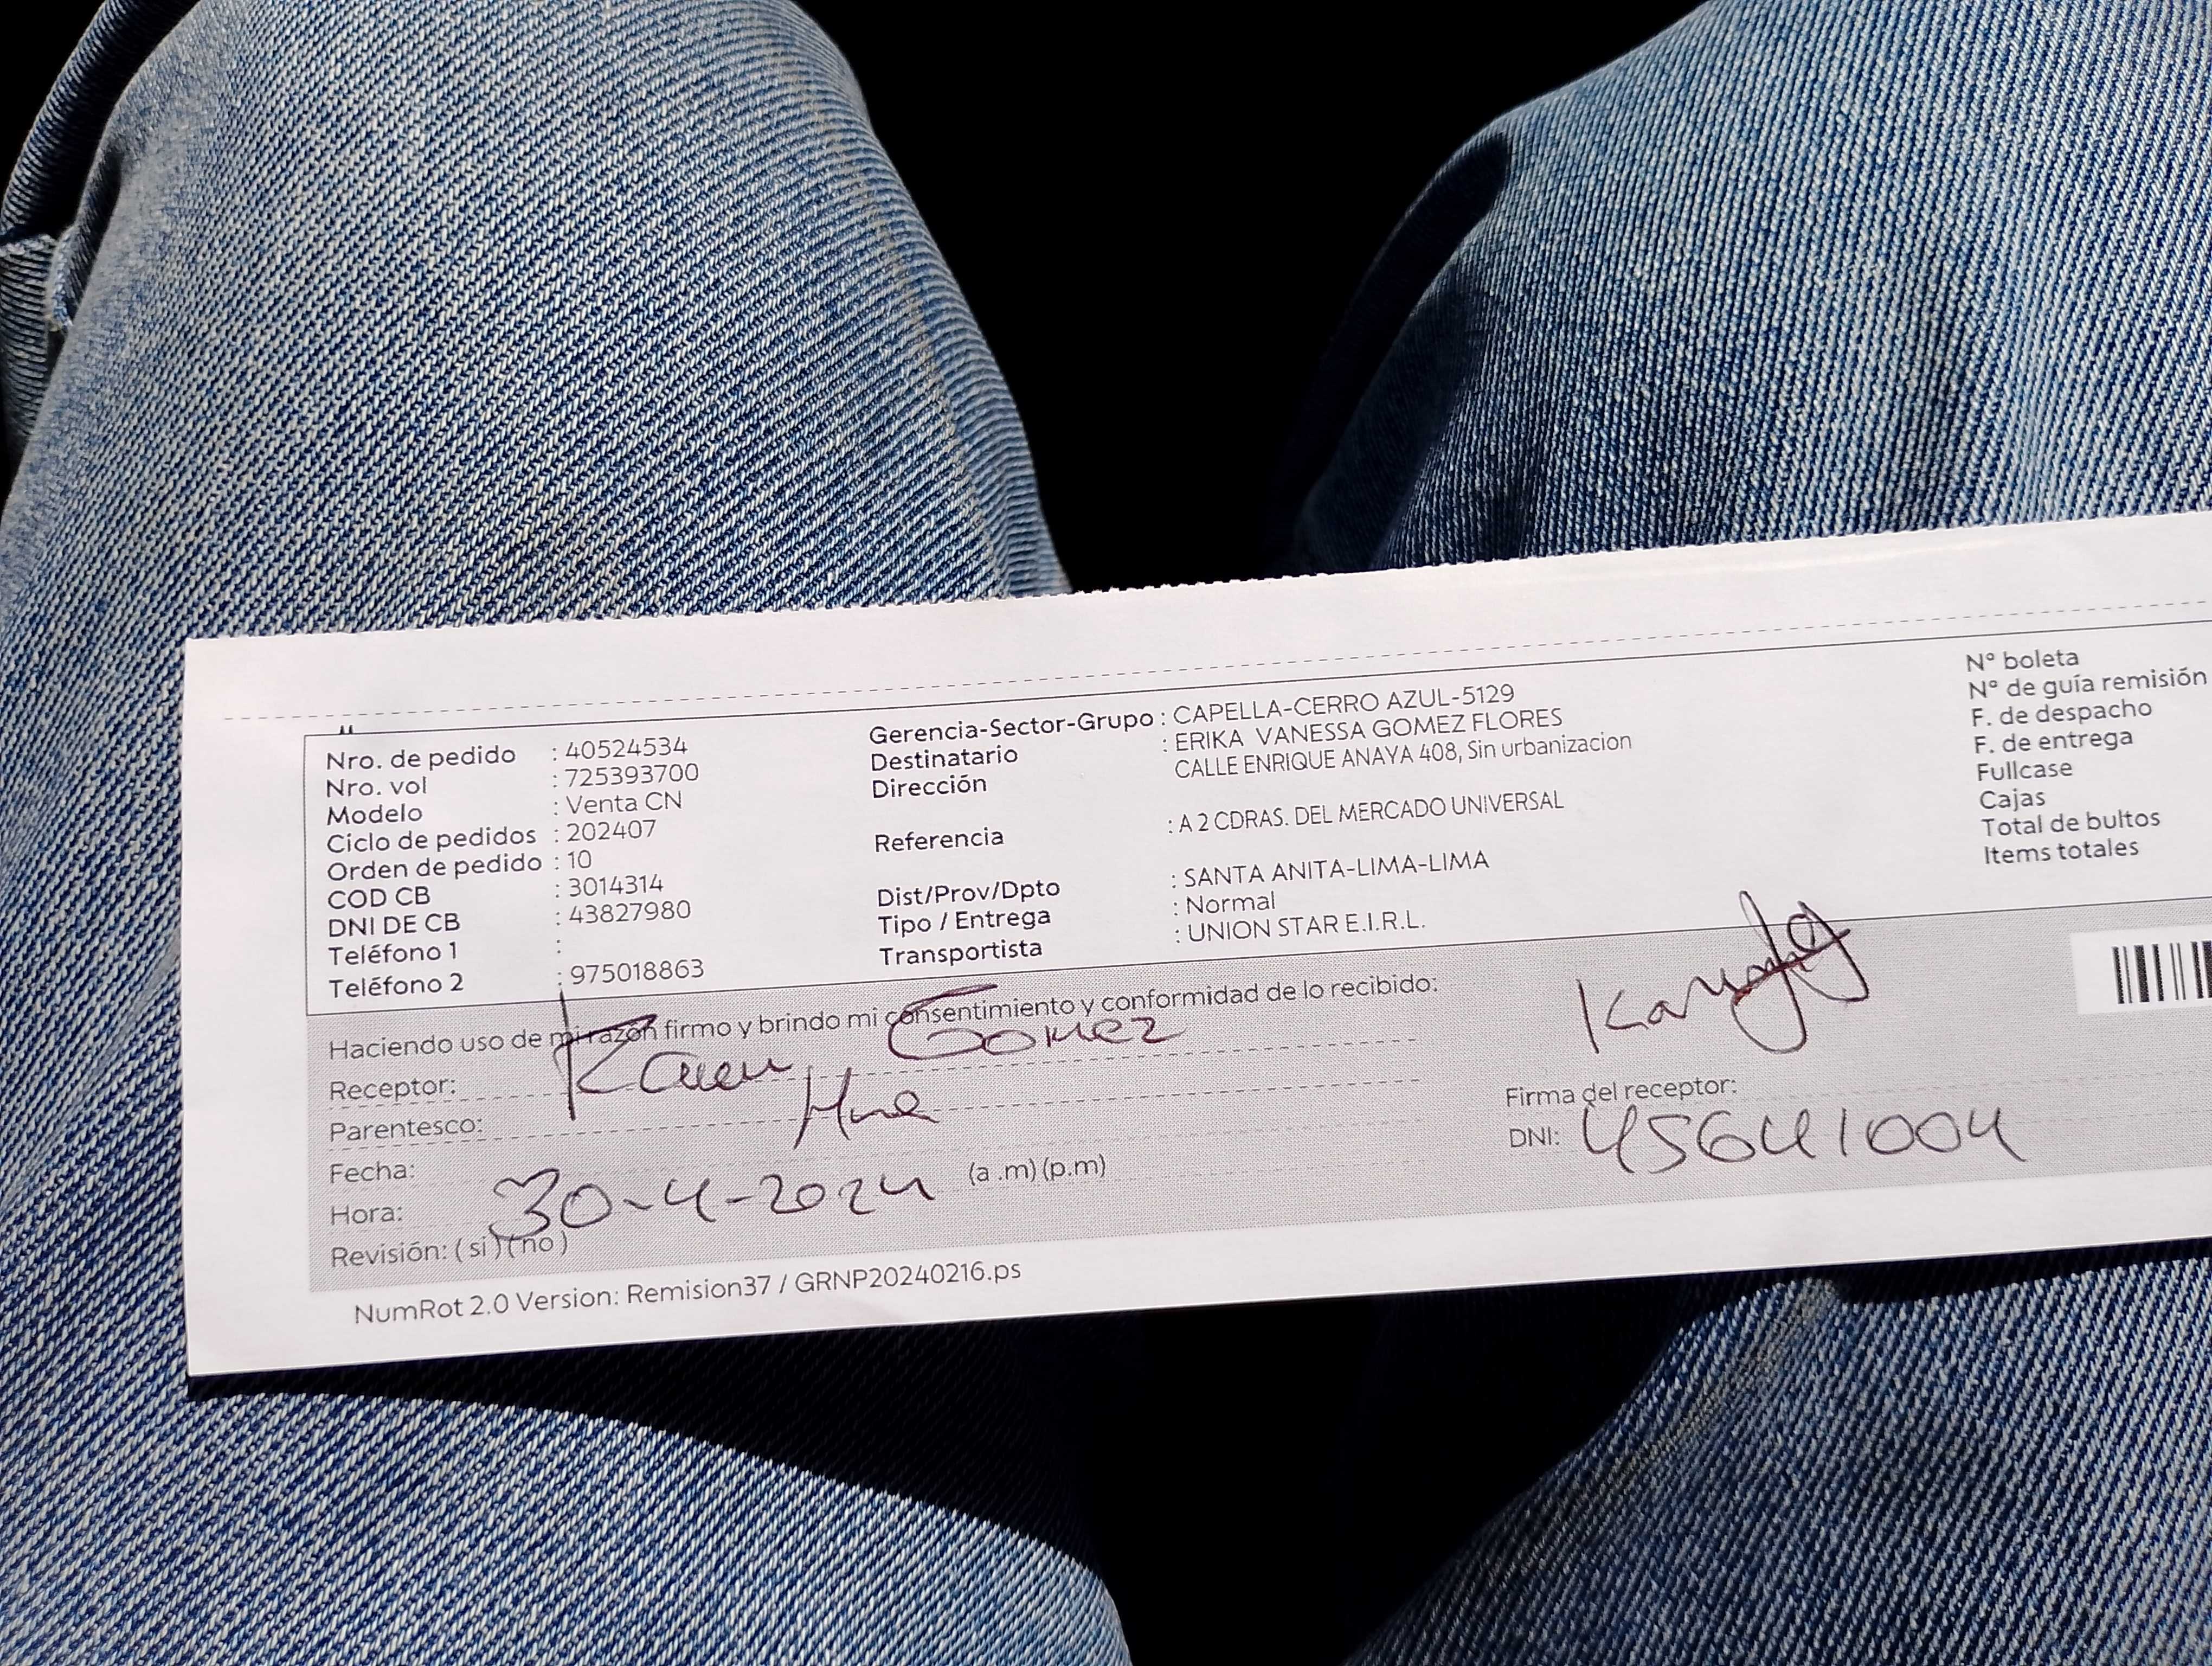 Nro. de pedido : 40524534
Nro. vol : 725393700
Modelo : Venta CN
Ciclo de pedidos : 202407
Orden de pedido : 10
COD CB : 3014314
DNI DE CB : 43827980
Teléfono 1 :
Teléfono 2 : 975018863
Gerencia-Sector-Grupo : CAPELLA-CERRO AZUL-5129
Destinatario : ERIKA VANESSA GOMEZ FLORES
Dirección CALLE ENRIQUE ANAYA 408, Sin urbanizacion
Referencia : A 2 CDRAS. DEL MERCADO UNIVERSAL
Dist/Prov/Dpto : SANTA ANITA-LIMA-LIMA
Tipo / Entrega : Normal
Transportista : UNION STAR E.I.R.L.
N° boleta
N° de guía remisión
F. de despacho
F. de entrega
Fullcase
Cajas
Total de bultos
Items totales
Haciendo uso de mi razón firmo y brindo mi consentimiento y conformidad de lo recibido:
Receptor: Karen Gomez
Parentesco:
Fecha:
Hora: 30-4-2024 (a .m) (p.m)
Revisión: ( si ) ( no )
Firma del receptor:
DNI: 45641004
NumRot 2.0 Version: Remision37 / GRNP20240216.ps